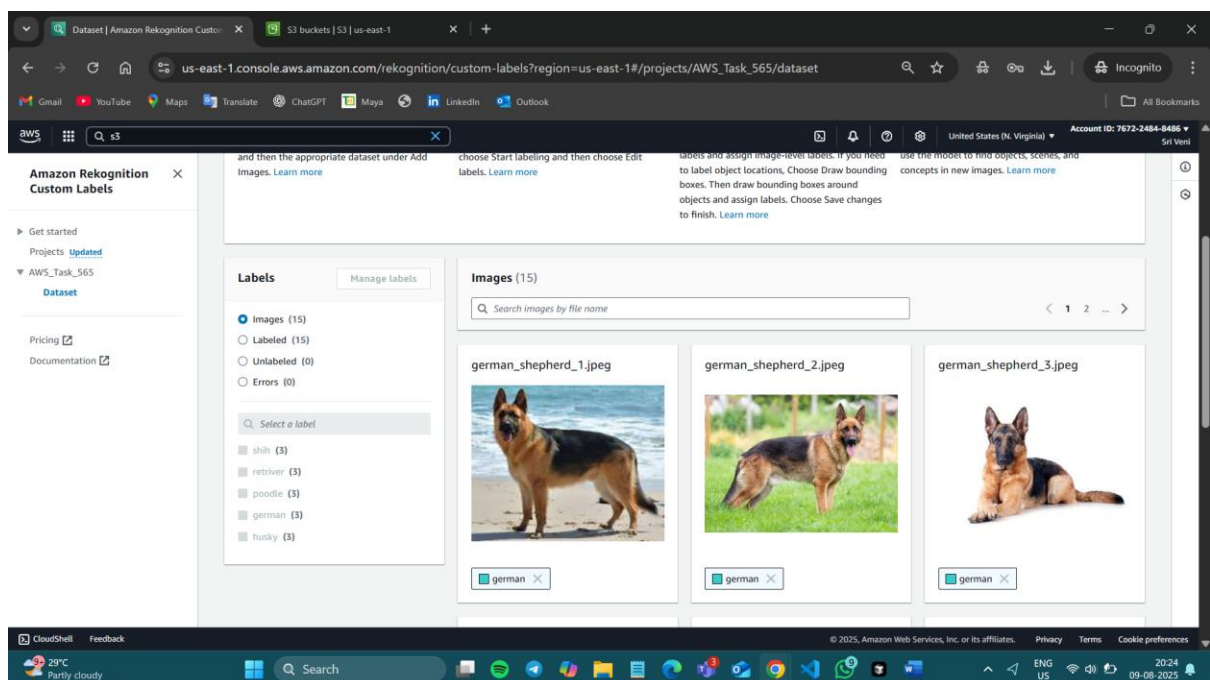 Dataset | Amazon Rekognition Custon
S3 buckets | S3 | us-east-1
us-east-1.console.aws.amazon.com/rekognition/custom-labels?region=us-east-1#/projects/AWS_Task_565/dataset
Incognito
Gmail YouTube Maps Translate ChatGPT Maya LinkedIn Outlook All Bookmarks
aws s3 United States (N. Virginia) Account ID: 7672-2484-8486
Sri Veni
Amazon Rekognition
Custom Labels
Get started
Projects Updated
AWS_Task_565
Dataset
Pricing
Documentation
and then the appropriate dataset under Add
Images. Learn more
choose Start labeling and then choose Edit
labels. Learn more
labels and assign image-level labels. If you need
to label object locations, Choose Draw bounding
boxes. Then draw bounding boxes around
objects and assign labels. Choose Save changes
to finish. Learn more
use the model to find objects, scenes, and
concepts in new images. Learn more
Labels Manage labels
Images (15)
Labeled (15)
Unlabeled (0)
Errors (0)
Select a label
shih (3)
retriver (3)
poodle (3)
german (3)
husky (3)
Images (15)
Search images by file name
1 2 ...
german_shepherd_1.jpeg
german
german_shepherd_2.jpeg
german
german_shepherd_3.jpeg
german
CloudShell Feedback © 2025, Amazon Web Services, Inc. or its affiliates. Privacy Terms Cookie preferences
29°C
Partly cloudy
Search
ENG
US
20:24
09-08-2025